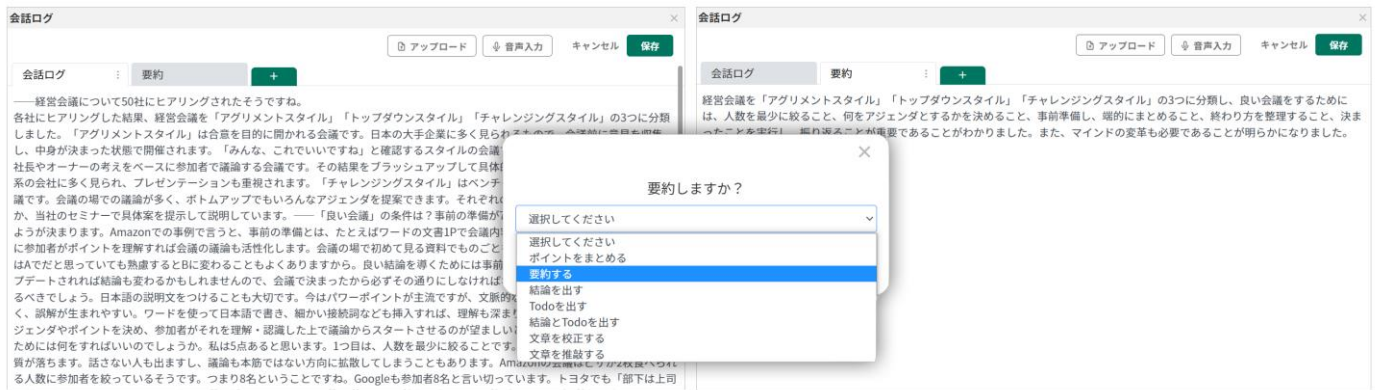 会話ログ
アップロード
音声入力
キャンセル
保存
会話ログ
要約
+
――経営会議について50社にヒアリングされたそうですね。
各社にヒアリングした結果、経営会議を「アグリメントスタイル」「トップダウンスタイル」「チャレンジングスタイル」の3つに分類
しました。「アグリメントスタイル」は合意を目的に開かれる会議です。日本の大手企業に多く見られるもので、会議前に意見を収集
し、中身が決まった状態で開催されます。「みんな、これでいいですね」と確認するスタイルの会議
社長やオーナーの考えをベースに参加者で議論する会議です。その結果をブラッシュアップして具体
系の会社に多く見られ、プレゼンテーションも重視されます。「チャレンジングスタイル」はベンチ
議です。会議の場での議論が多く、ボトムアップでもいろんなアジェンダを提案できます。それぞれ
か、当社のセミナーで具体案を提示して説明しています。――「良い会議」の条件は？事前の準備が
ようが決まります。Amazonでの事例で言うと、事前の準備とは、たとえばワードの文書1Pで会議内
に参加者がポイントを理解すれば会議の議論も活性化します。会議の場で初めて見る資料でものごと
はAでだと思っていても熟慮するとBに変わることもよくありますから。良い結論を導くためには事前
プデートされれば結論も変わるかもしれませんので、会議で決まったから必ずその通りにしなければ
るべきでしょう。日本語の説明文をつけることも大切です。今はパワーポイントが主流ですが、文脈的
く、誤解が生まれやすい。ワードを使って日本語で書き、細かい接続詞なども挿入すれば、理解も深ま
ジェンダやポイントを決め、参加者がそれを理解・認識した上で議論からスタートさせるのが望ましい
ためには何をすればいいのでしょうか。私は5点あると思います。1つ目は、人数を最少に絞ることです。
質が落ちます。話さない人も出ますし、議論も本筋ではない方向に拡散してしまうこともあります。Amazonの会議はピザが2枚食べられ
る人数に参加者を絞っているそうです。つまり8名ということですね。Googleも参加者8名と言い切っています。トヨタでも「部下は上司
会話ログ
アップロード
音声入力
キャンセル
保存
会話ログ
要約
+
経営会議を「アグリメントスタイル」「トップダウンスタイル」「チャレンジングスタイル」の3つに分類し、良い会議をするために
は、人数を最少に絞ること、何をアジェンダとするかを決めること、事前準備し、端的にまとめること、終わり方を整理すること、決ま
ったことを実行し、振り返ることが重要であることがわかりました。また、マインドの変革も必要であることが明らかになりました。
要約しますか？
選択してください
選択してください
ポイントをまとめる
要約する
結論を出す
Todoを出す
結論とTodoを出す
文章を校正する
文章を推敲する